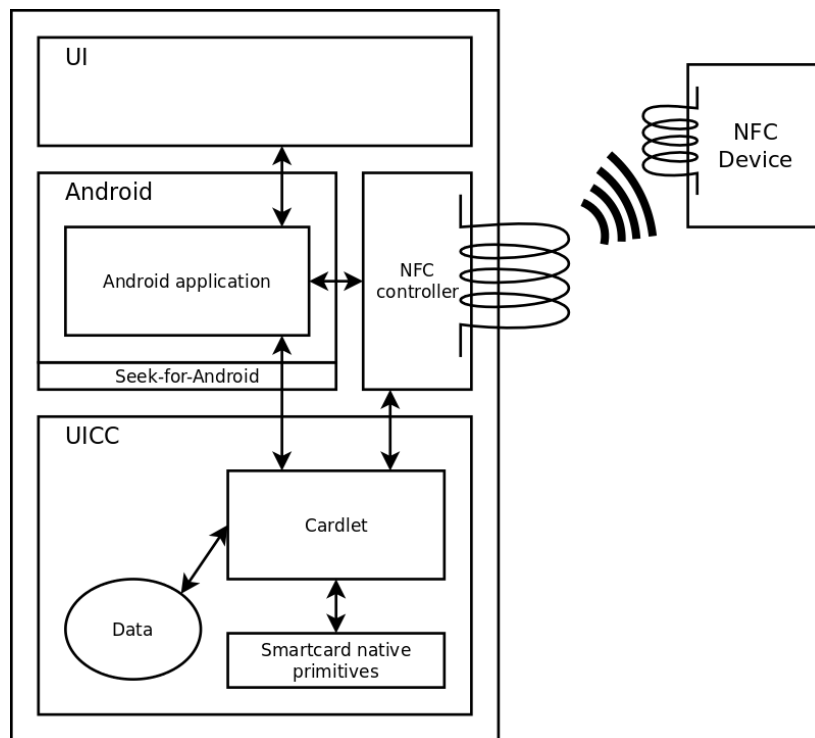 UI
NFC
Device
Android
Android application
NFC
controller
Seek-for-Android
UICC
Cardlet
Data
Smartcard native
primitives